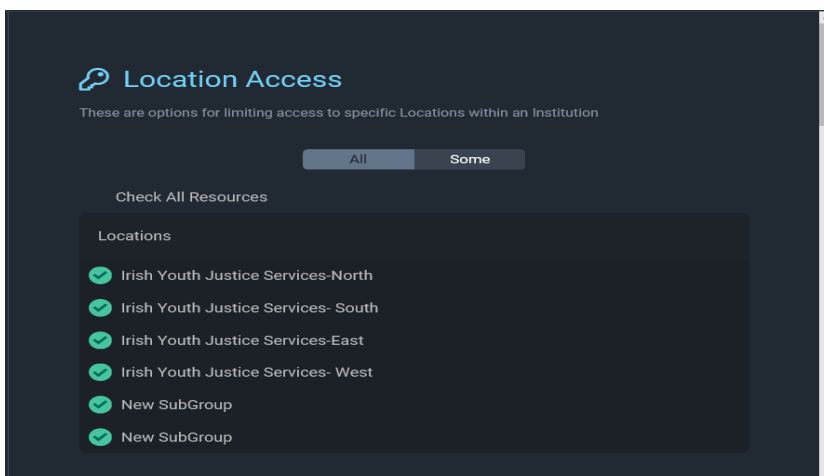 Location Access
These are options for limiting access to specific Locations within an Institution
All Some
Check All Resources
Locations
Irish Youth Justice Services-North
Irish Youth Justice Services- South
Irish Youth Justice Services-East
Irish Youth Justice Services- West
New SubGroup
New SubGroup